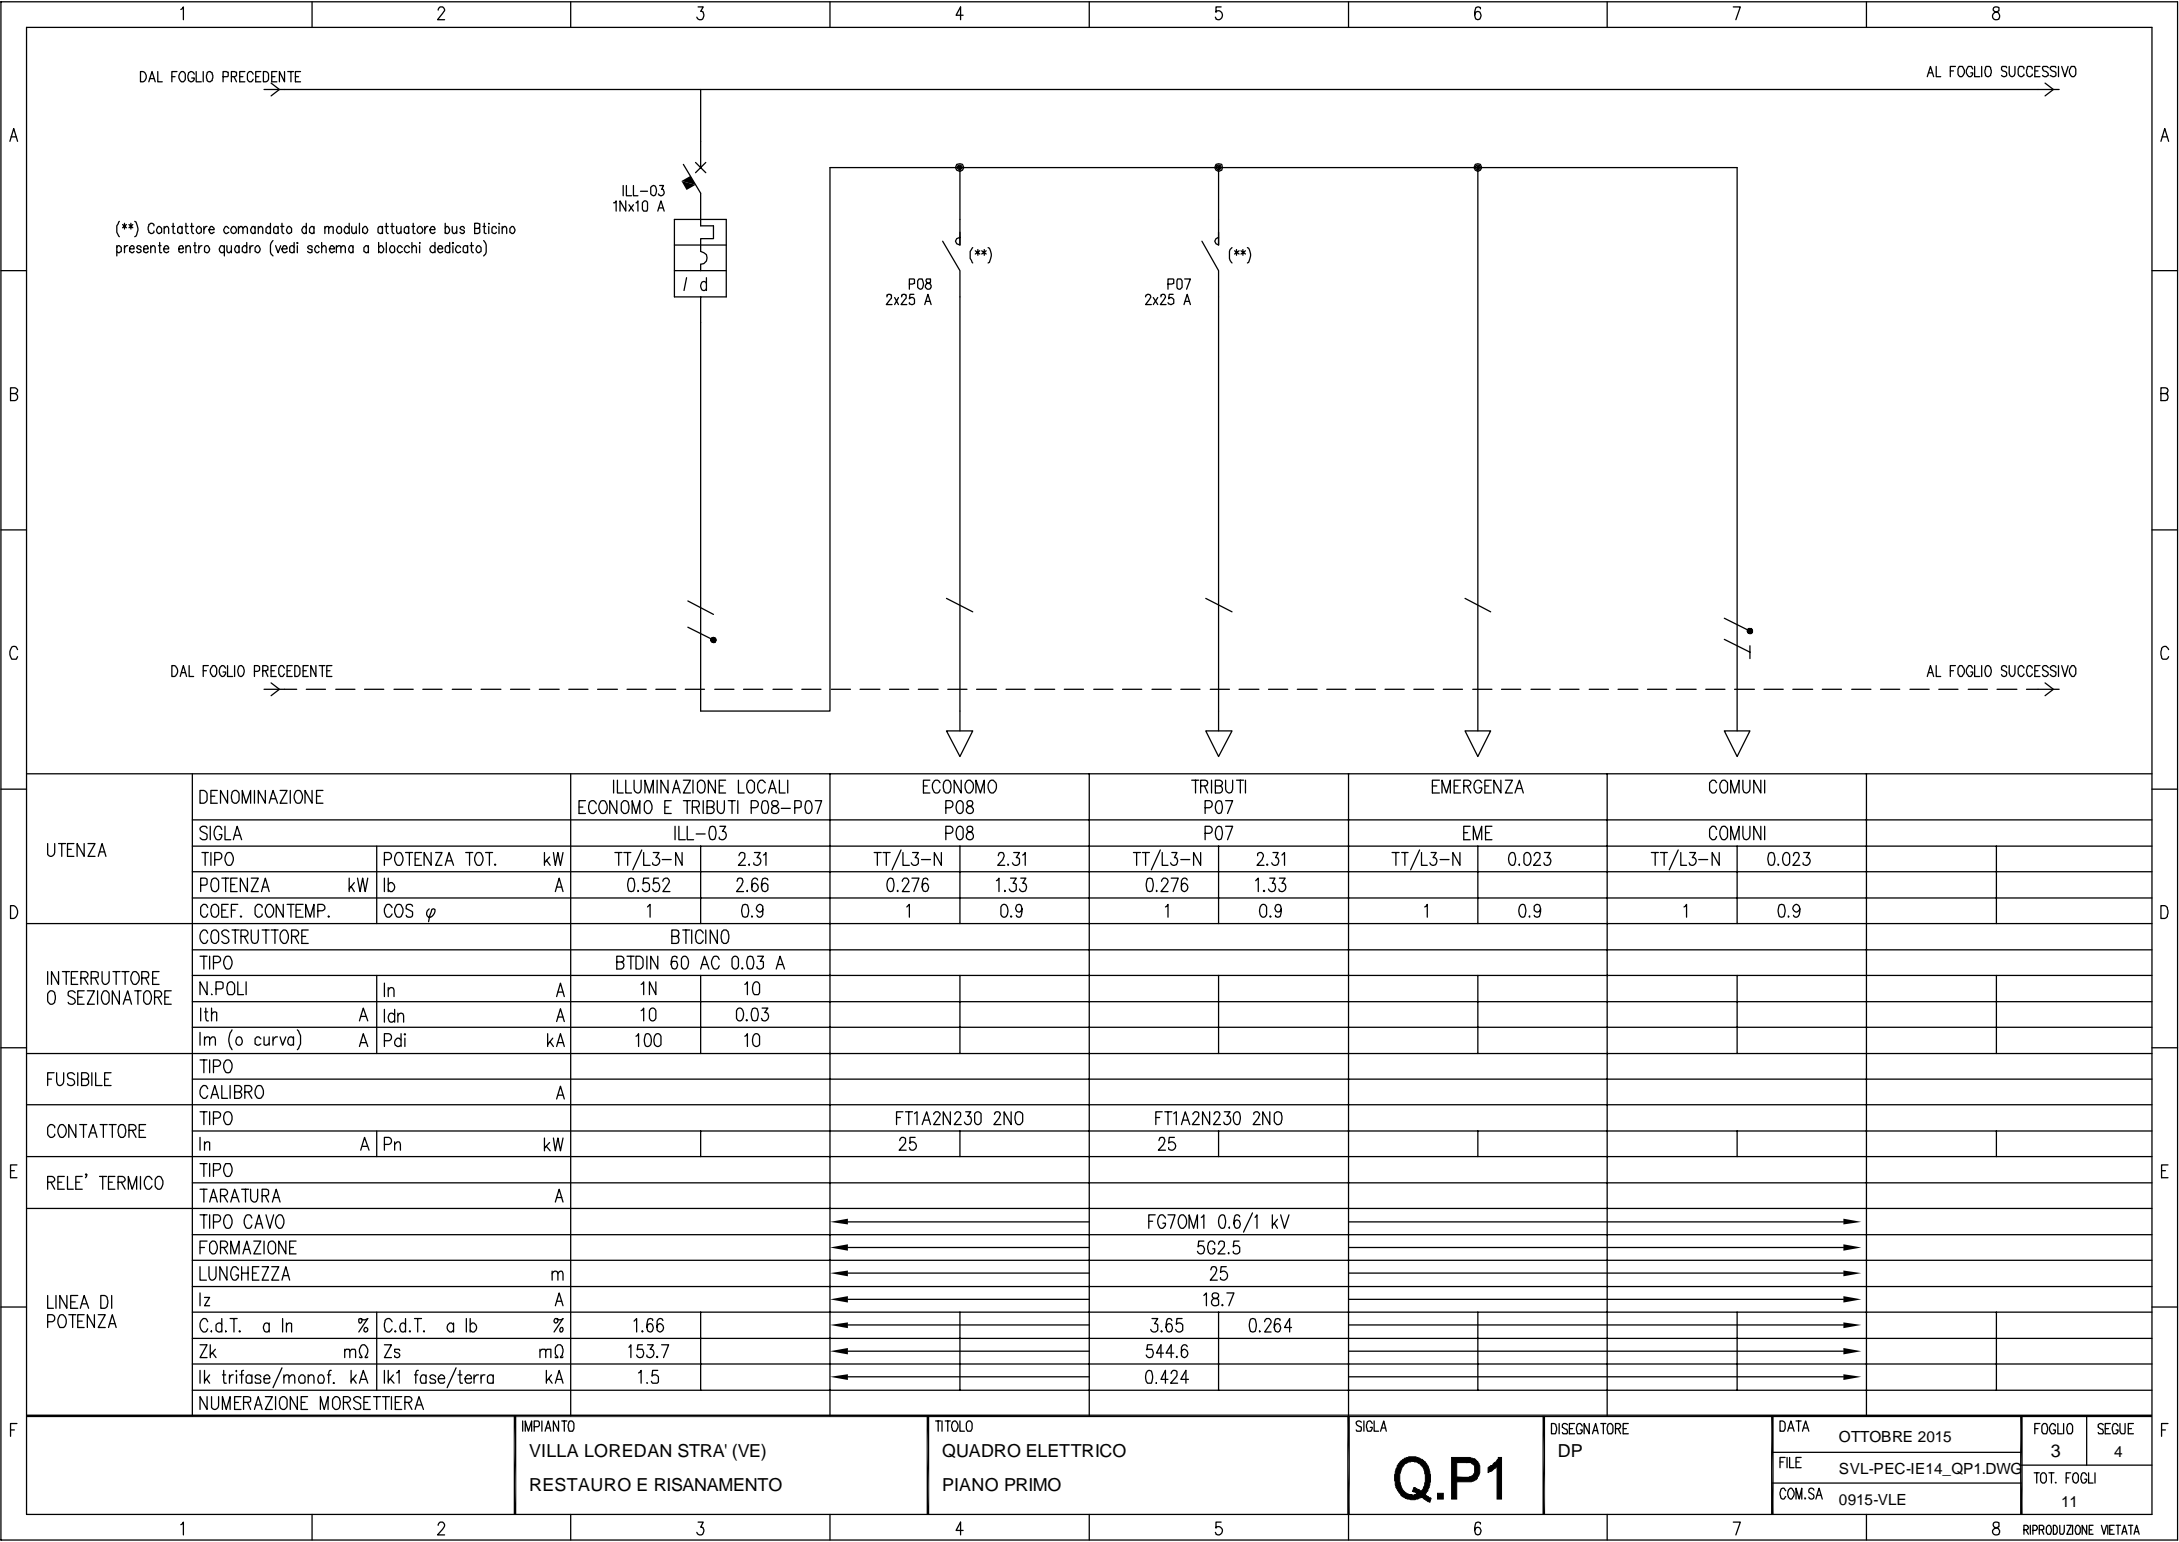 1 2 3 4 5 6 7 8
DAL FOGLIO PRECEDENTE
AL FOGLIO SUCCESSIVO
A A
ILL-03
1Nx10 A
(**) Contattore comandato da modulo attuatore bus Bticino
presente entro quadro (vedi schema a blocchi dedicato)
(**) (**)
I d
P08
2x25 A
P07
2x25 A
B B
C C
DAL FOGLIO PRECEDENTE
AL FOGLIO SUCCESSIVO
UTENZA
DENOMINAZIONE
ILLUMINAZIONE LOCALI
ECONOMO E TRIBUTI P08-P07
ECONOMO
P08
TRIBUTI
P07
EMERGENZA
COMUNI
SIGLA ILL-03 P08 P07 EME COMUNI
TIPO POTENZA TOT. kW TT/L3-N 2.31 TT/L3-N 2.31 TT/L3-N 2.31 TT/L3-N 0.023 TT/L3-N 0.023
POTENZA kW Ib A 0.552 2.66 0.276 1.33 0.276 1.33
D D
COEF. CONTEMP. COS φ 1 0.9 1 0.9 1 0.9 1 0.9 1 0.9
INTERRUTTORE
O SEZIONATORE
COSTRUTTORE BTICINO
TIPO BTDIN 60 AC 0.03 A
N.POLI In A 1N 10
Ith A Idn A 10 0.03
Im (o curva) A Pdi kA 100 10
FUSIBILE
TIPO
CALIBRO A
CONTATTORE
TIPO FT1A2N230 2NO FT1A2N230 2NO
In A Pn kW 25 25
E E
RELE' TERMICO
TIPO
TARATURA A
LINEA DI
POTENZA
TIPO CAVO FG7OM1 0.6/1 kV
FORMAZIONE 5G2.5
LUNGHEZZA m 25
Iz A 18.7
C.d.T. a In % C.d.T. a Ib % 1.66 3.65 0.264
Zk mΩ Zs mΩ 153.7 544.6
Ik trifase/monof. kA Ik1 fase/terra kA 1.5 0.424
NUMERAZIONE MORSETTIERA
F F
IMPIANTO
VILLA LOREDAN STRA' (VE)
RESTAURO E RISANAMENTO
TITOLO
QUADRO ELETTRICO
PIANO PRIMO
SIGLA
Q.P1
DISEGNATORE
DP
DATA OTTOBRE 2015
FILE SVL-PEC-IE14_QP1.DWG
COM.SA 0915-VLE
FOGLIO SEGUE
3 4
TOT. FOGLI
11
1 2 3 4 5 6 7 8
RIPRODUZIONE VIETATA